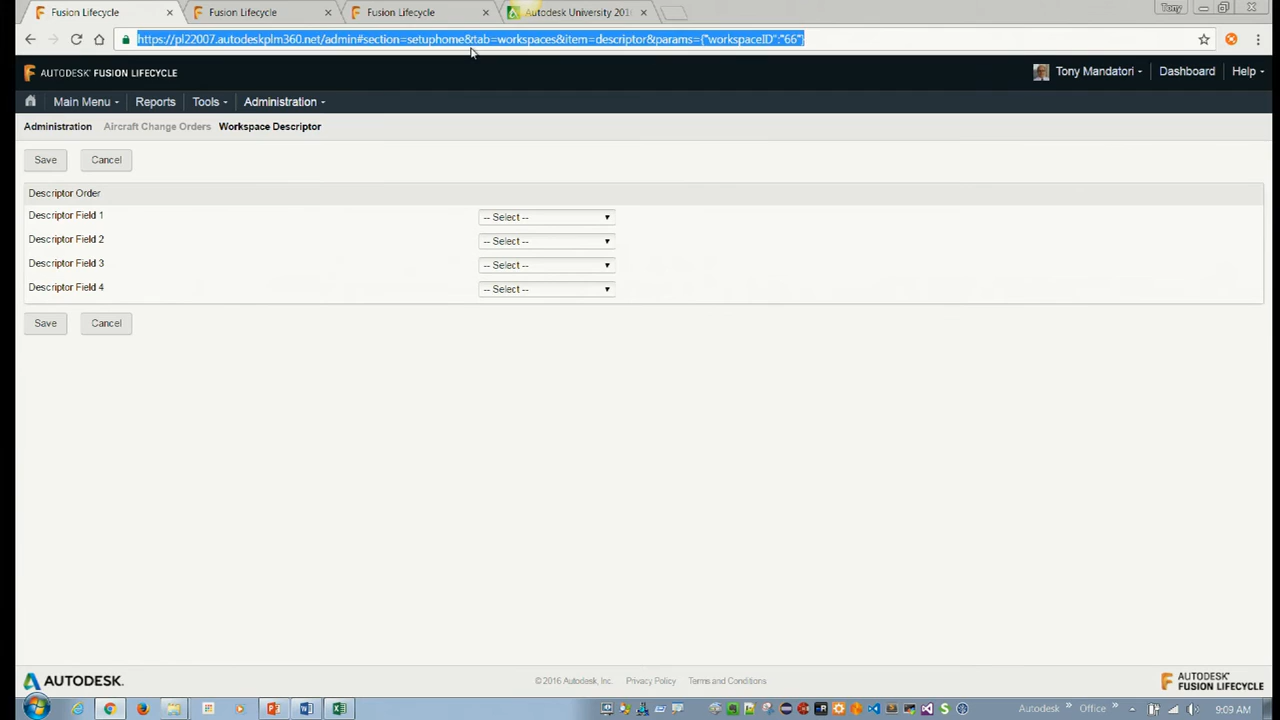 Fusion Lifecycle
Fusion Lifecycle
Fusion Lifecycle
Autodesk University 201
Tony
https://pl22007.autodeskplm360.net/admin#section=setuphome&tab=workspaces&item=descriptor&params={"workspaceID":"66"}
AUTODESK® FUSION LIFECYCLE
Tony Mandatori
Dashboard
Help
Main Menu
Reports
Tools
Administration
Administration Aircraft Change Orders Workspace Descriptor
Save Cancel
Descriptor Order
Descriptor Field 1 -- Select --
Descriptor Field 2 -- Select --
Descriptor Field 3 -- Select --
Descriptor Field 4 -- Select --
Save Cancel
AUTODESK.
© 2016 Autodesk, Inc. Privacy Policy Terms and Conditions
AUTODESK®
FUSION LIFECYCLE
Autodesk » Office »
9:09 AM